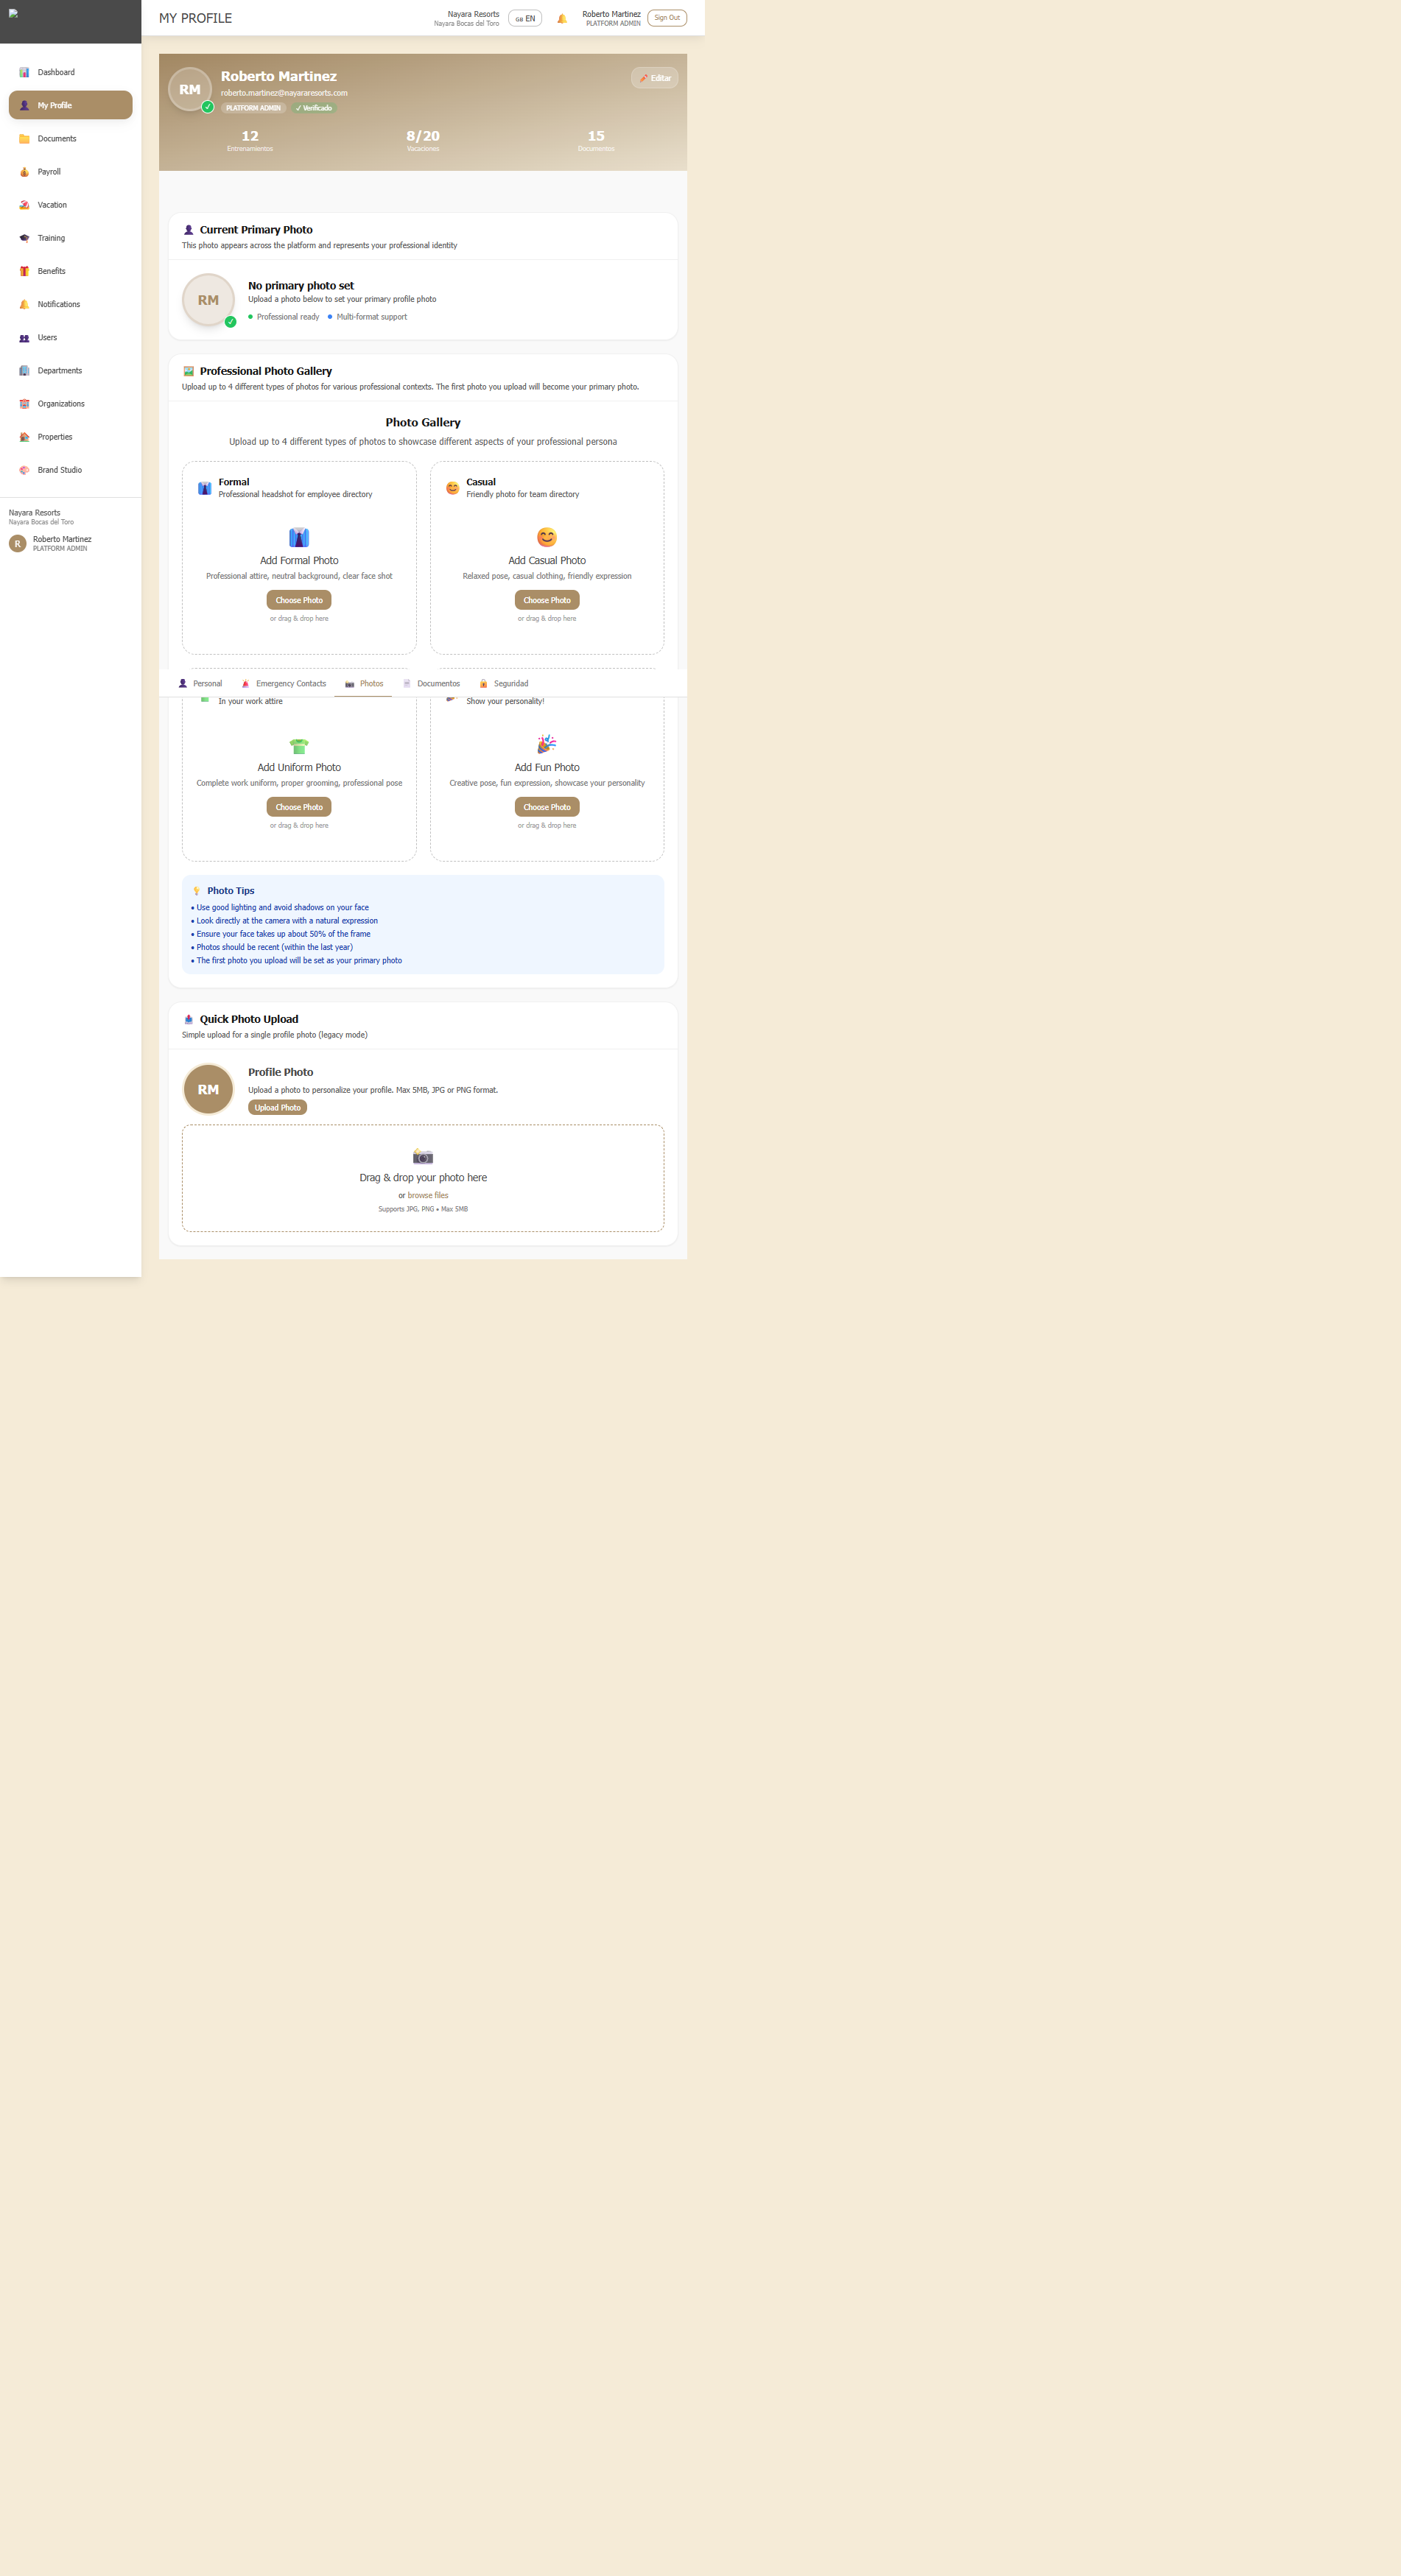 MY PROFILE
Nayara Resorts
Nayara Bocas del Toro
GB EN
Roberto Martinez
PLATFORM ADMIN
Sign Out
Dashboard
My Profile
Documents
Payroll
Vacation
Training
Benefits
Notifications
Users
Departments
Organizations
Properties
Brand Studio
Nayara Resorts
Nayara Bocas del Toro
R
Roberto Martinez
PLATFORM ADMIN
RM
Roberto Martinez
roberto.martinez@nayararesorts.com
PLATFORM ADMIN
✓ Verificado
Editar
12
Entrenamientos
8/20
Vacaciones
15
Documentos
Current Primary Photo
This photo appears across the platform and represents your professional identity
RM
No primary photo set
Upload a photo below to set your primary profile photo
Professional ready
Multi-format support
Professional Photo Gallery
Upload up to 4 different types of photos for various professional contexts. The first photo you upload will become your primary photo.
Photo Gallery
Upload up to 4 different types of photos to showcase different aspects of your professional persona
Formal
Professional headshot for employee directory
Add Formal Photo
Professional attire, neutral background, clear face shot
Choose Photo
or drag & drop here
Casual
Friendly photo for team directory
Add Casual Photo
Relaxed pose, casual clothing, friendly expression
Choose Photo
or drag & drop here
Personal
Emergency Contacts
Photos
Documentos
Seguridad
In your work attire
Add Uniform Photo
Complete work uniform, proper grooming, professional pose
Choose Photo
or drag & drop here
Show your personality!
Add Fun Photo
Creative pose, fun expression, showcase your personality
Choose Photo
or drag & drop here
Photo Tips
• Use good lighting and avoid shadows on your face
• Look directly at the camera with a natural expression
• Ensure your face takes up about 50% of the frame
• Photos should be recent (within the last year)
• The first photo you upload will be set as your primary photo
Quick Photo Upload
Simple upload for a single profile photo (legacy mode)
RM
Profile Photo
Upload a photo to personalize your profile. Max 5MB, JPG or PNG format.
Upload Photo
Drag & drop your photo here
or browse files
Supports JPG, PNG • Max 5MB